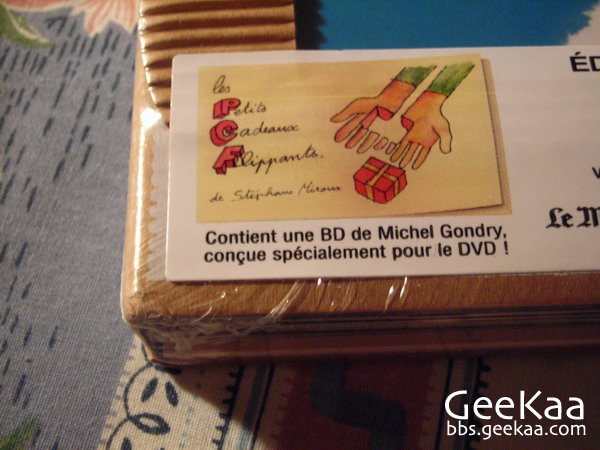 les
Petits
Cadeaux
Flippants.
de Stéphane Miroux
Contient une BD de Michel Gondry,
conçue spécialement pour le DVD !
ÉD
Le M
GeeKaa
bbs.geekaa.com